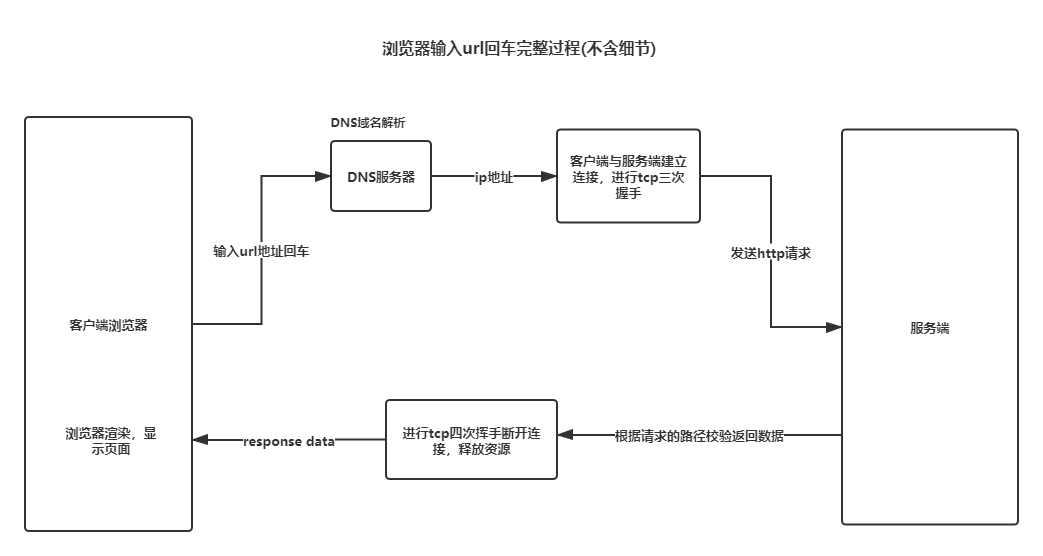 浏览器输入url回车完整过程(不含细节)
DNS域名解析
DNS服务器
ip地址
客户端与服务端建立
连接，进行tcp三次
握手
输入url地址回车
发送http请求
客户端浏览器
服务端
浏览器渲染，显
示页面
response data
进行tcp四次挥手断开连
接，释放资源
根据请求的路径校验返回数据